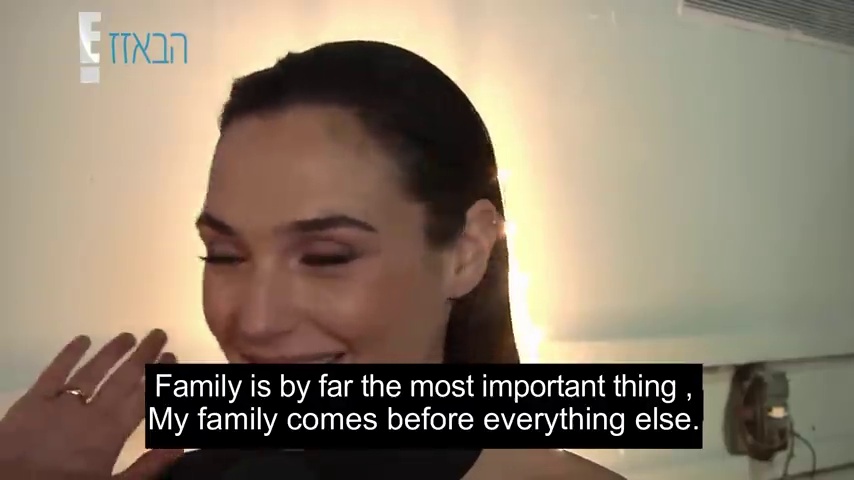 E! הבאזז
Family is by far the most important thing ,
My family comes before everything else.